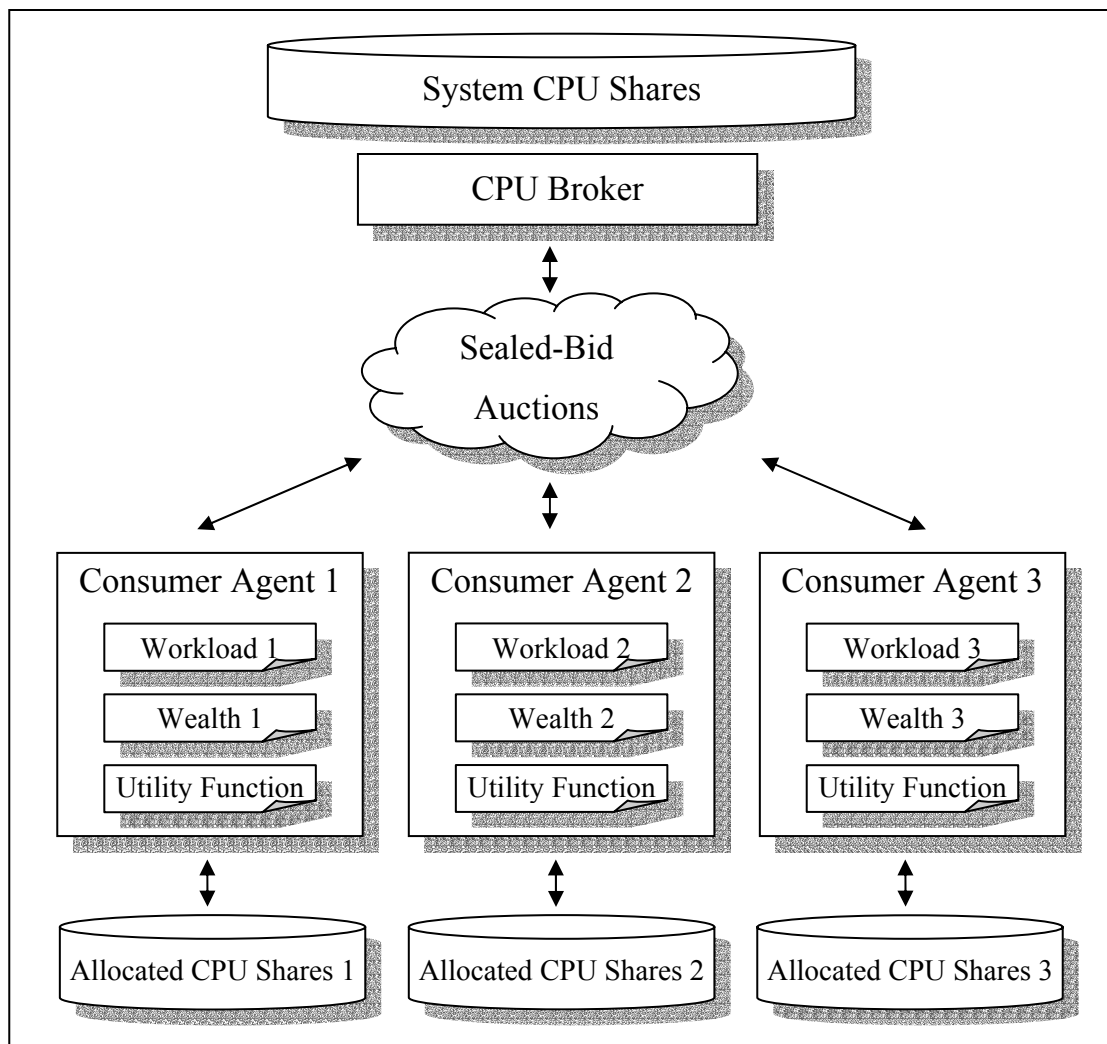 System CPU Shares
CPU Broker
Sealed-Bid
Auctions
Consumer Agent 1
Workload 1
Wealth 1
Utility Function
Allocated CPU Shares 1
Consumer Agent 2
Workload 2
Wealth 2
Utility Function
Allocated CPU Shares 2
Consumer Agent 3
Workload 3
Wealth 3
Utility Function
Allocated CPU Shares 3